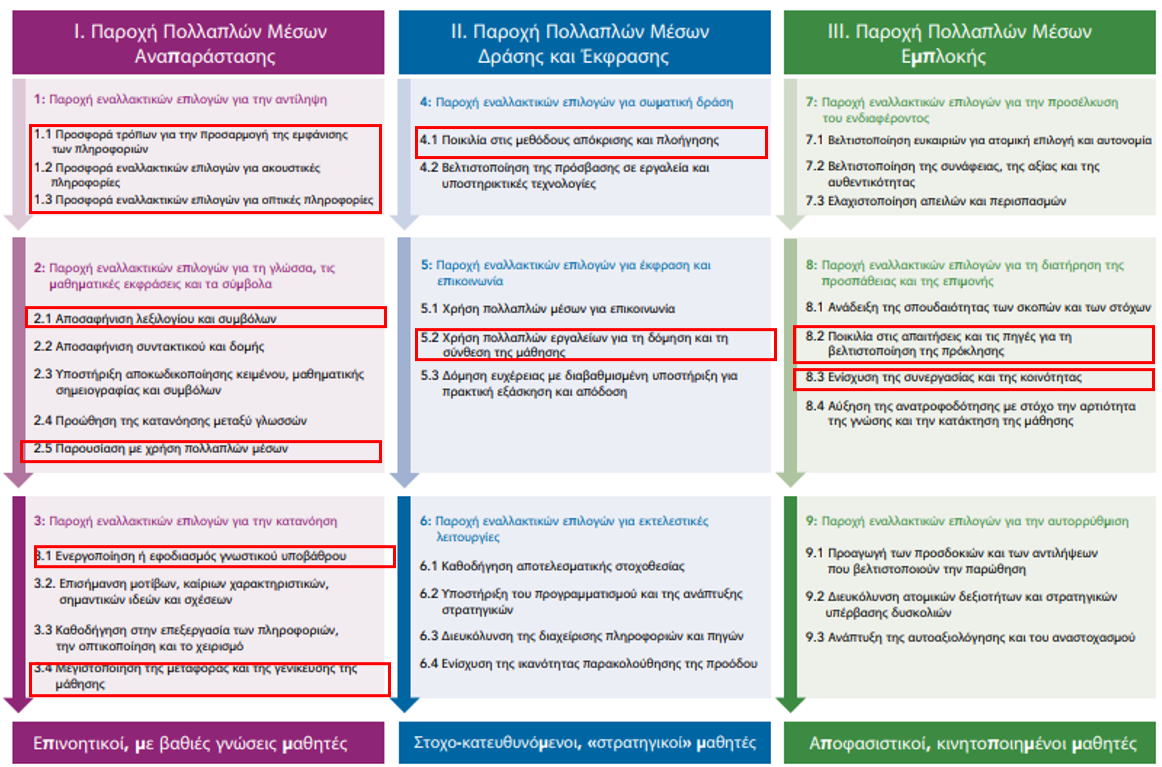 I. Παροχή Πολλαπλών Μέσων
Αναπαράστασης
1: Παροχή εναλλακτικών επιλογών για την αντίληψη
1.1 Προσφορά τρόπων για την προσαρμογή της εμφάνισης
των πληροφοριών
1.2 Προσφορά εναλλακτικών επιλογών για ακουστικές
πληροφορίες
1.3 Προσφορά εναλλακτικών επιλογών για οπτικές πληροφορίες
2: Παροχή εναλλακτικών επιλογών για τη γλώσσα, τις
μαθηματικές εκφράσεις και τα σύμβολα
2.1 Αποσαφήνιση λεξιλογίου και συμβόλων
2.2 Αποσαφήνιση συντακτικού και δομής
2.3 Υποστήριξη αποκωδικοποίησης κειμένου, μαθηματικής
σημειογραφίας και συμβόλων
2.4 Προώθηση της κατανόησης μεταξύ γλωσσών
2.5 Παρουσίαση με χρήση πολλαπλών μέσων
3: Παροχή εναλλακτικών επιλογών για την κατανόηση
3.1 Ενεργοποίηση ή εφοδιασμός γνωστικού υποβάθρου
3.2. Επισήμανση μοτίβων, καίριων χαρακτηριστικών,
σημαντικών ιδεών και σχέσεων
3.3 Καθοδήγηση στην επεξεργασία των πληροφοριών,
την οπτικοποίηση και το χειρισμό
3.4 Μεγιστοποίηση της μεταφοράς και της γενίκευσης της
μάθησης
Επινοητικοί, με βαθιές γνώσεις μαθητές
II. Παροχή Πολλαπλών Μέσων
Δράσης και Έκφρασης
4: Παροχή εναλλακτικών επιλογών για σωματική δράση
4.1 Ποικιλία στις μεθόδους απόκρισης και πλοήγησης
4.2 Βελτιστοποίηση της πρόσβασης σε εργαλεία και
υποστηρικτικές τεχνολογίες
5: Παροχή εναλλακτικών επιλογών για έκφραση και
επικοινωνία
5.1 Χρήση πολλαπλών μέσων για επικοινωνία
5.2 Χρήση πολλαπλών εργαλείων για τη δόμηση και τη
σύνθεση της μάθησης
5.3 Δόμηση ευχέρειας με διαβαθμισμένη υποστήριξη για
πρακτική εξάσκηση και απόδοση
6: Παροχή εναλλακτικών επιλογών για εκτελεστικές
λειτουργίες
6.1 Καθοδήγηση αποτελεσματικής στοχοθεσίας
6.2 Υποστήριξη του προγραμματισμού και της ανάπτυξης
στρατηγικών
6.3 Διευκόλυνση της διαχείρισης πληροφοριών και πηγών
6.4 Ενίσχυση της ικανότητας παρακολούθησης της προόδου
Στοχο-κατευθυνόμενοι, «στρατηγικοί» μαθητές
III. Παροχή Πολλαπλών Μέσων
Εμπλοκής
7: Παροχή εναλλακτικών επιλογών για την προσέλκυση
του ενδιαφέροντος
7.1 Βελτιστοποίηση ευκαιριών για ατομική επιλογή και αυτονομία
7.2 Βελτιστοποίηση της συνάφειας, της αξίας και της
αυθεντικότητας
7.3 Ελαχιστοποίηση απειλών και περισπασμών
8: Παροχή εναλλακτικών επιλογών για τη διατήρηση της
προσπάθειας και της επιμονής
8.1 Ανάδειξη της σπουδαιότητας των σκοπών και των στόχων
8.2 Ποικιλία στις απαιτήσεις και τις πηγές για τη
βελτιστοποίηση της πρόκλησης
8.3 Ενίσχυση της συνεργασίας και της κοινότητας
8.4 Αύξηση της ανατροφοδότησης με στόχο την αρτιότητα
της γνώσης και την κατάκτηση της μάθησης
9: Παροχή εναλλακτικών επιλογών για την αυτορρύθμιση
9.1 Προαγωγή των προσδοκιών και των αντιλήψεων
που βελτιστοποιούν την παρώθηση
9.2 Διευκόλυνση ατομικών δεξιοτήτων και στρατηγικών
υπέρβασης δυσκολιών
9.3 Ανάπτυξη της αυτοαξιολόγησης και του αναστοχασμού
Αποφασιστικοί, κινητοποιημένοι μαθητές